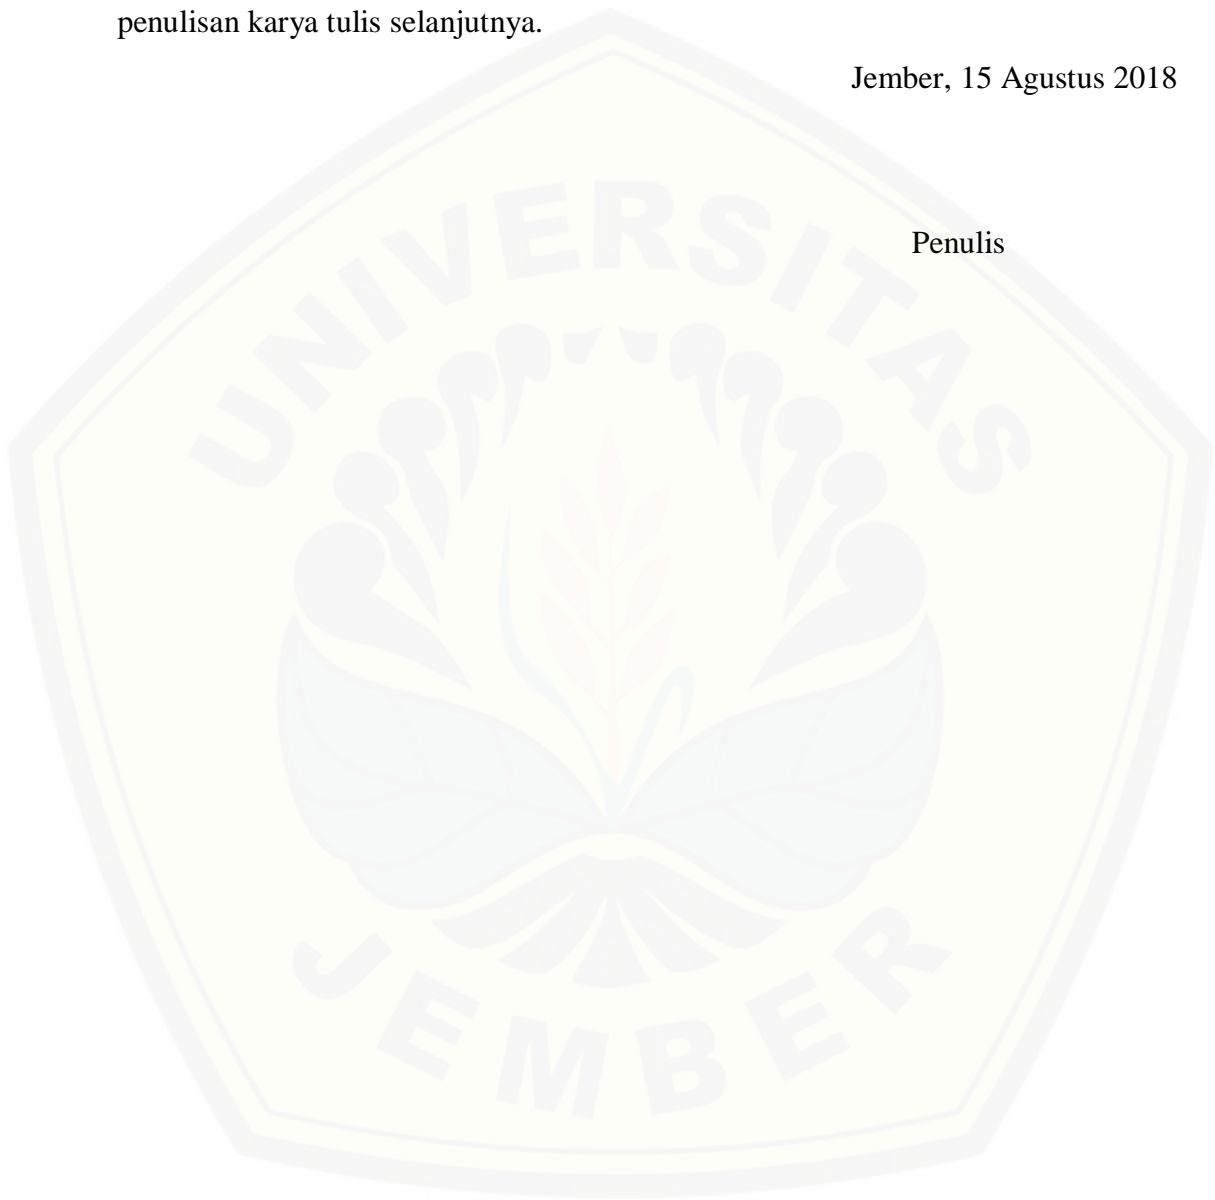 penulisan karya tulis selanjutnya.
Jember, 15 Agustus 2018
Penulis
UNIVERSITAS
JEMBER